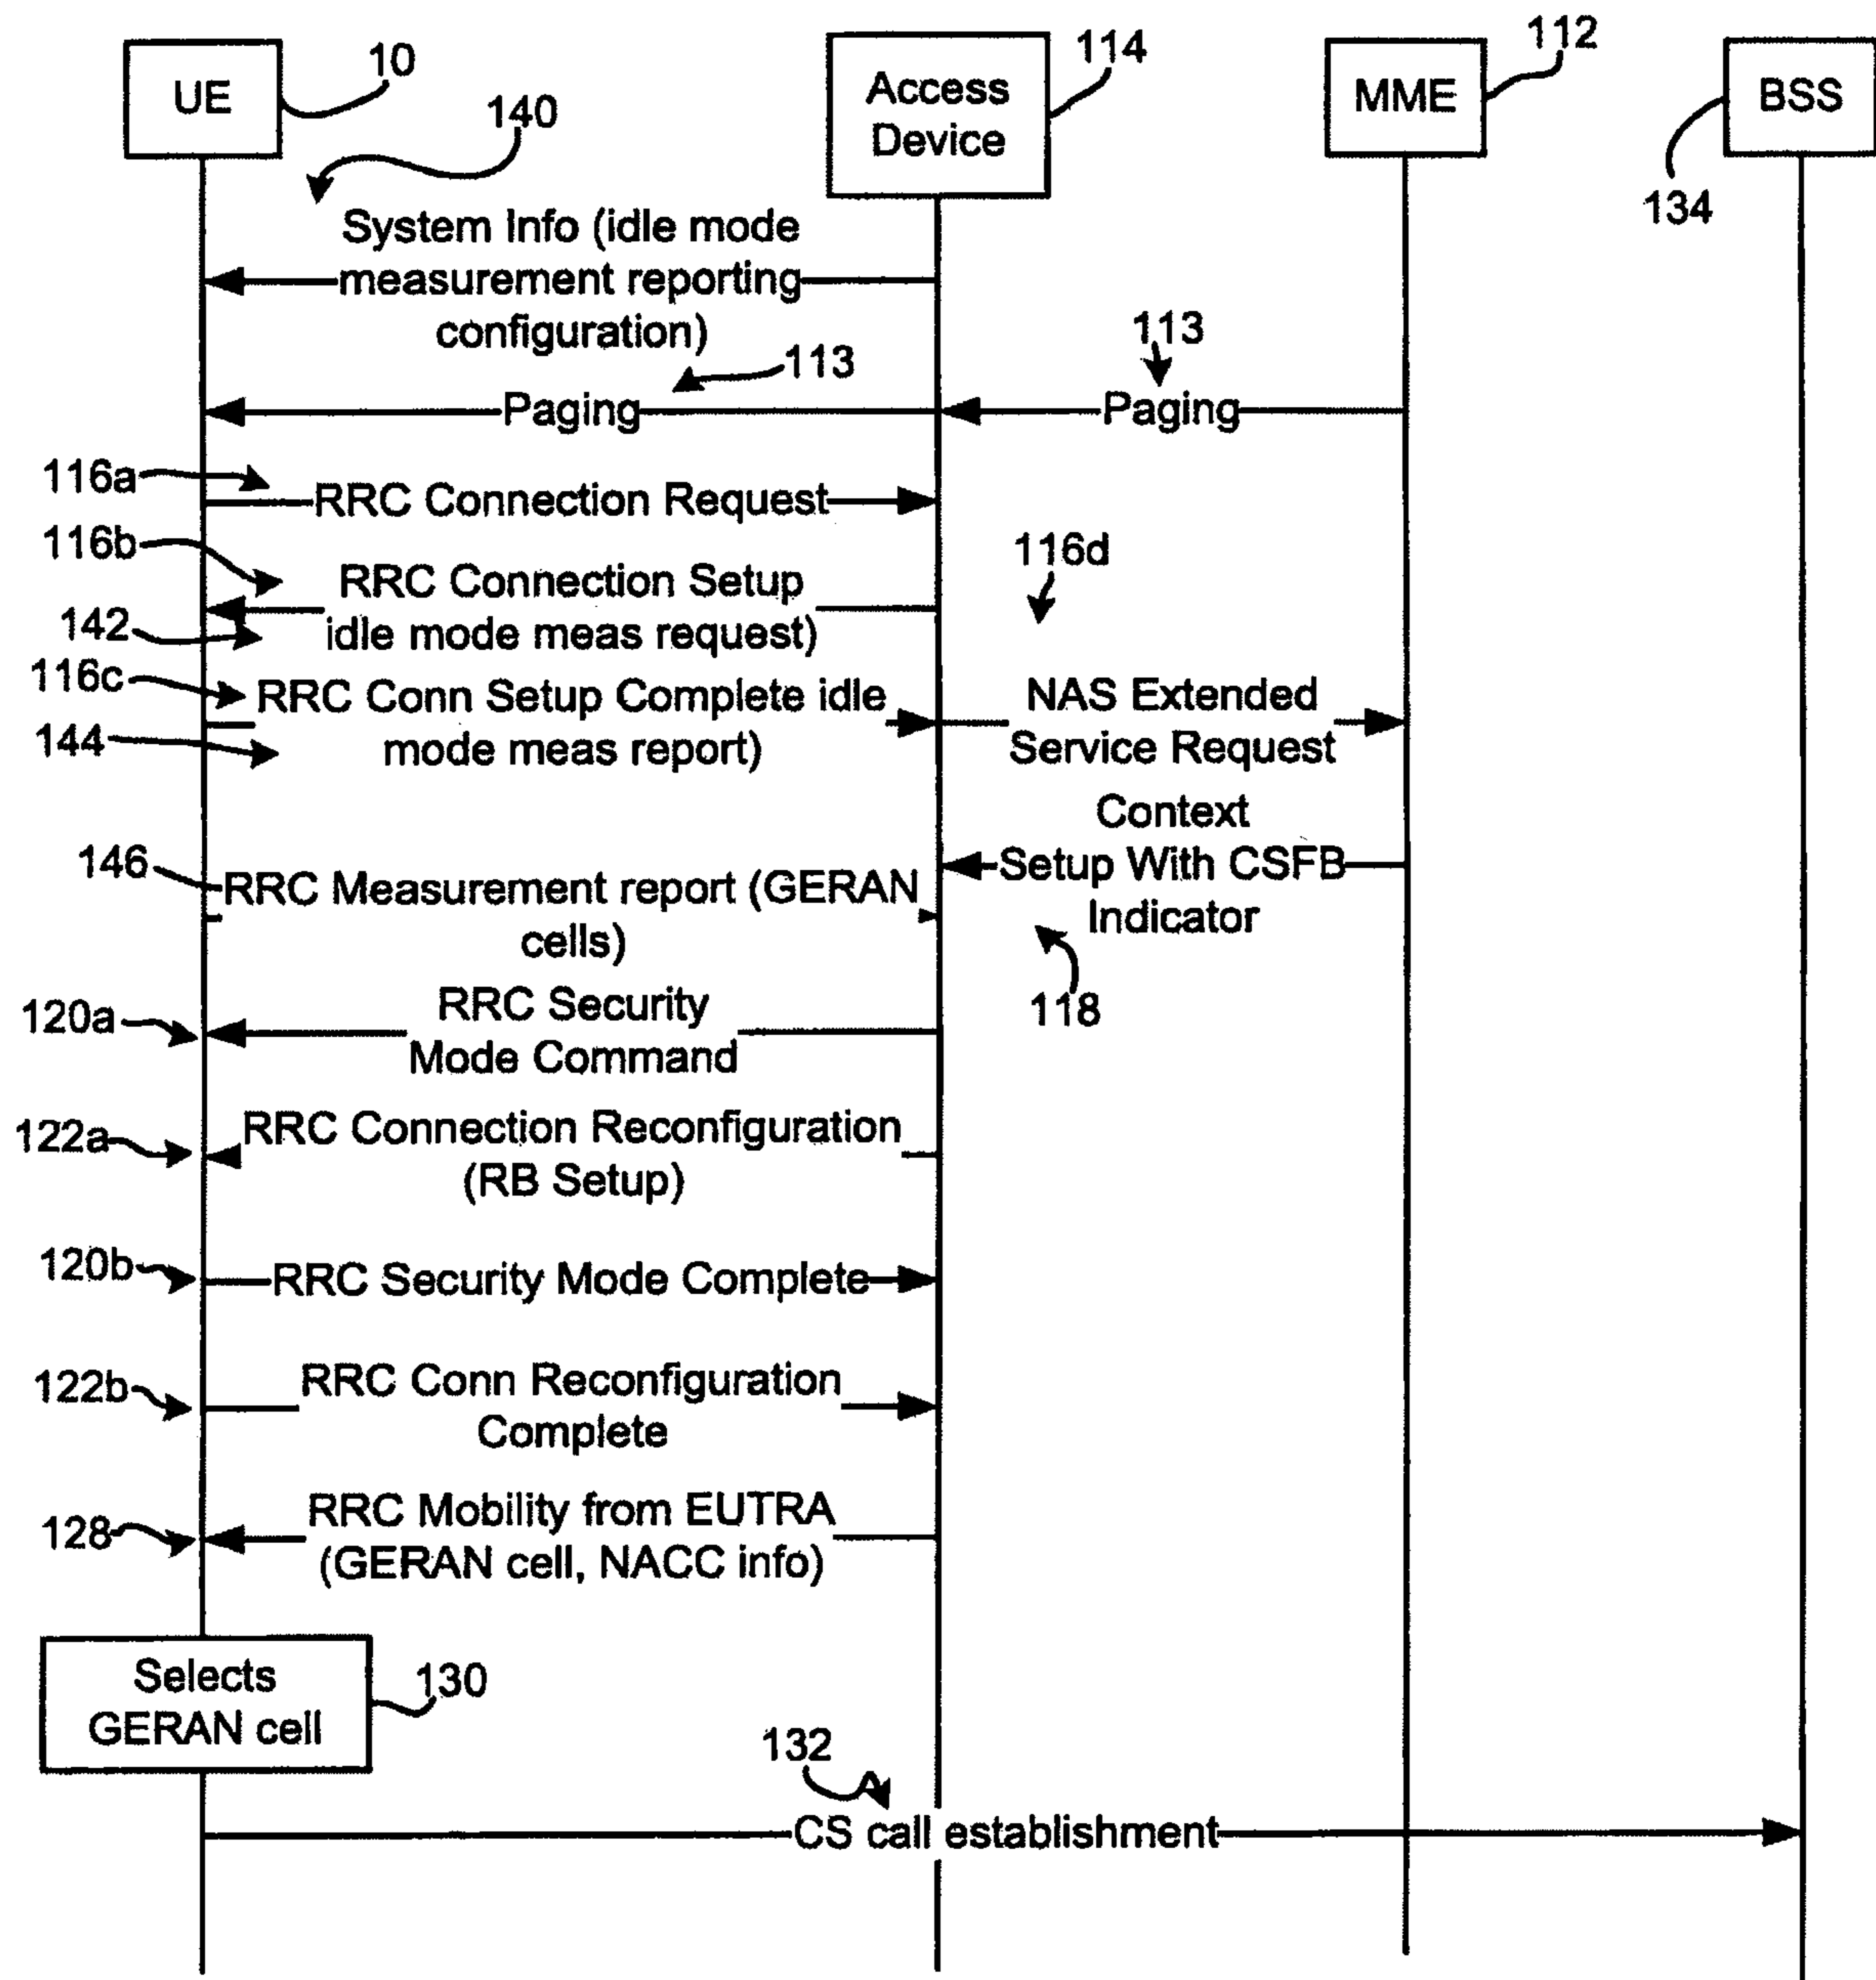 UE
10
Access
Device
114
MME
112
BSS
134
140
System Info (idle mode
measurement reporting
configuration)
113
Paging
113
Paging
116a
RRC Connection Request
116b
RRC Connection Setup
142
idle mode meas request)
116d
116c
RRC Conn Setup Complete idle
144
mode meas report)
NAS Extended
Service Request
Context
Setup With CSFB
Indicator
118
146
RRC Measurement report (GERAN
cells)
120a
RRC Security
Mode Command
122a
RRC Connection Reconfiguration
(RB Setup)
120b
RRC Security Mode Complete
122b
RRC Conn Reconfiguration
Complete
128
RRC Mobility from EUTRA
(GERAN cell, NACC info)
Selects
GERAN cell
130
132
CS call establishment